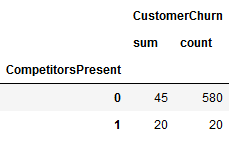 CustomerChurn
sum count
CompetitorsPresent
0 45 580
1 20 20